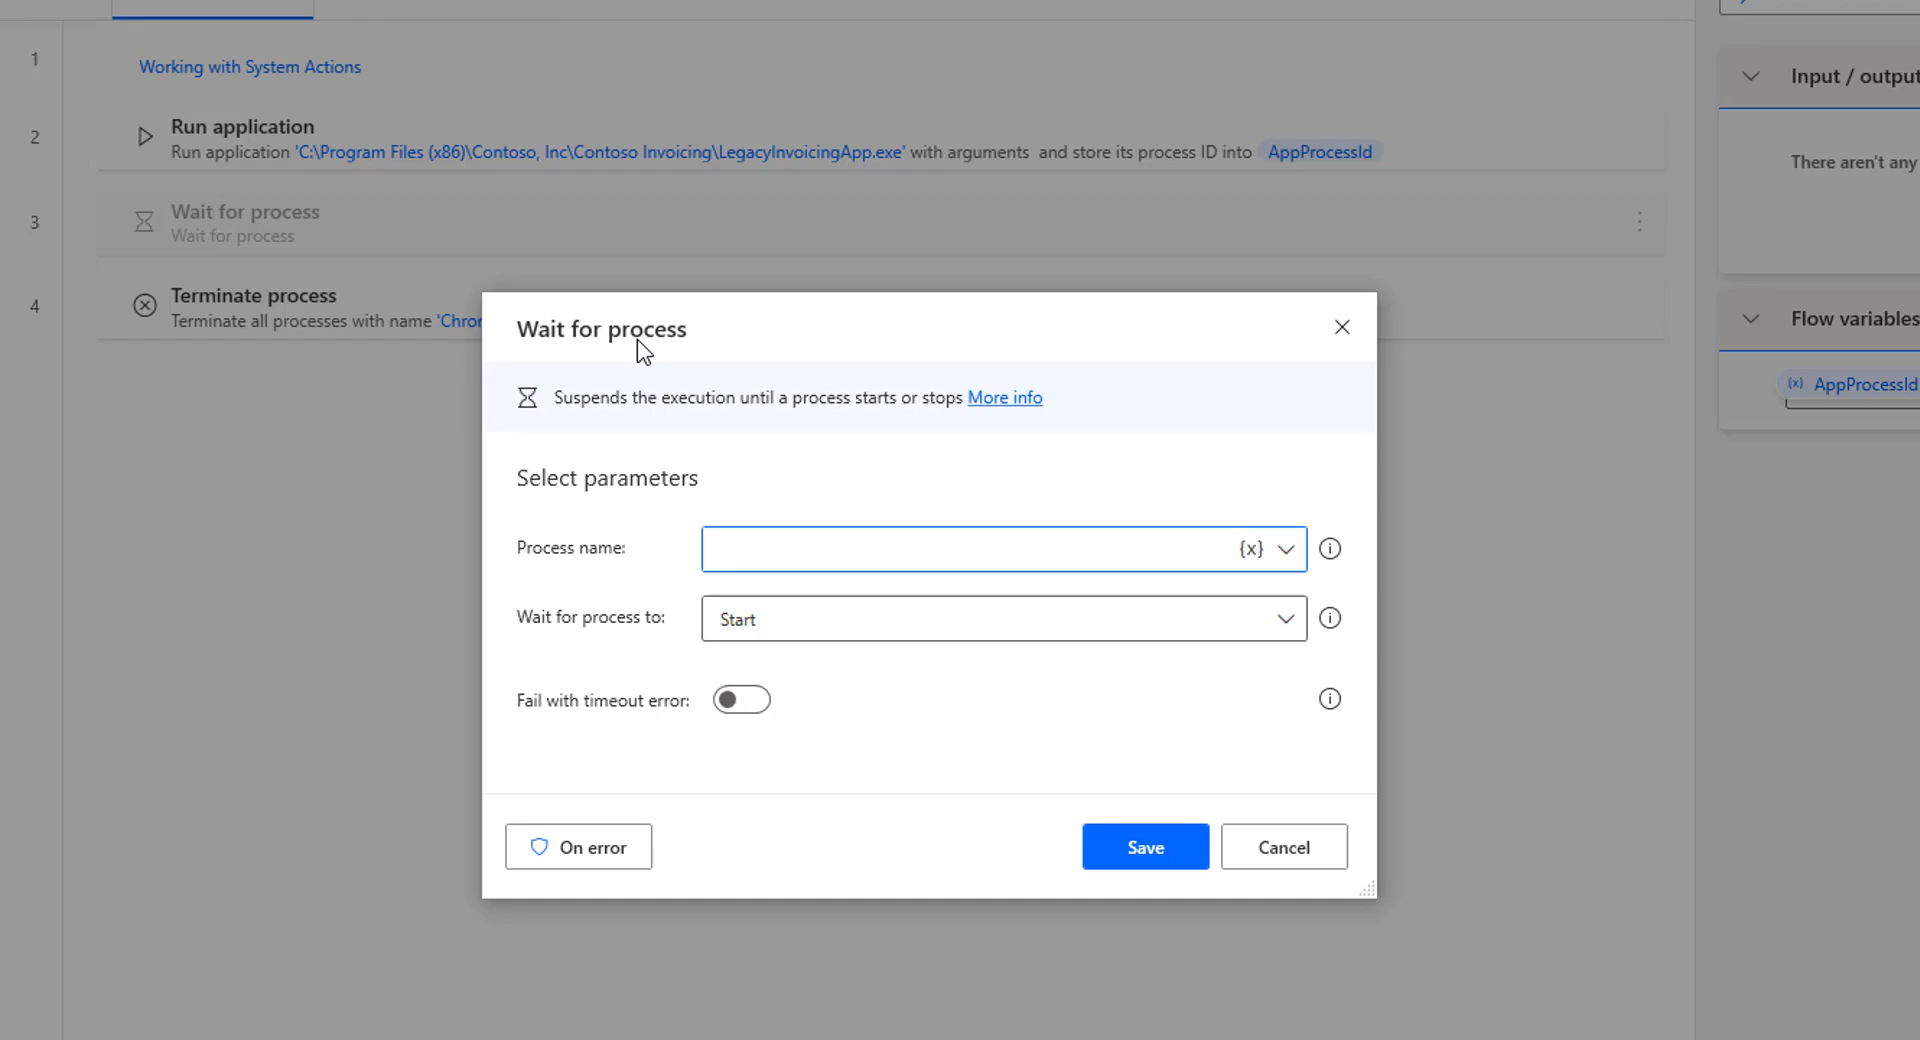 1
Working with System Actions
2
Run application
Run application 'C:\Program Files (x86)\Contoso, Inc\Contoso Invoicing\LegacyInvoicingApp.exe' with arguments and store its process ID into AppProcessId
3
Wait for process
Wait for process
4
Terminate process
Terminate all processes with name
Wait for process
Suspends the execution until a process starts or stops More info
Select parameters
Process name:
{x}
Wait for process to:
Start
Fail with timeout error:
On error
Save
Cancel
Input / output
There aren't any
Flow variables
(x) AppProcessId